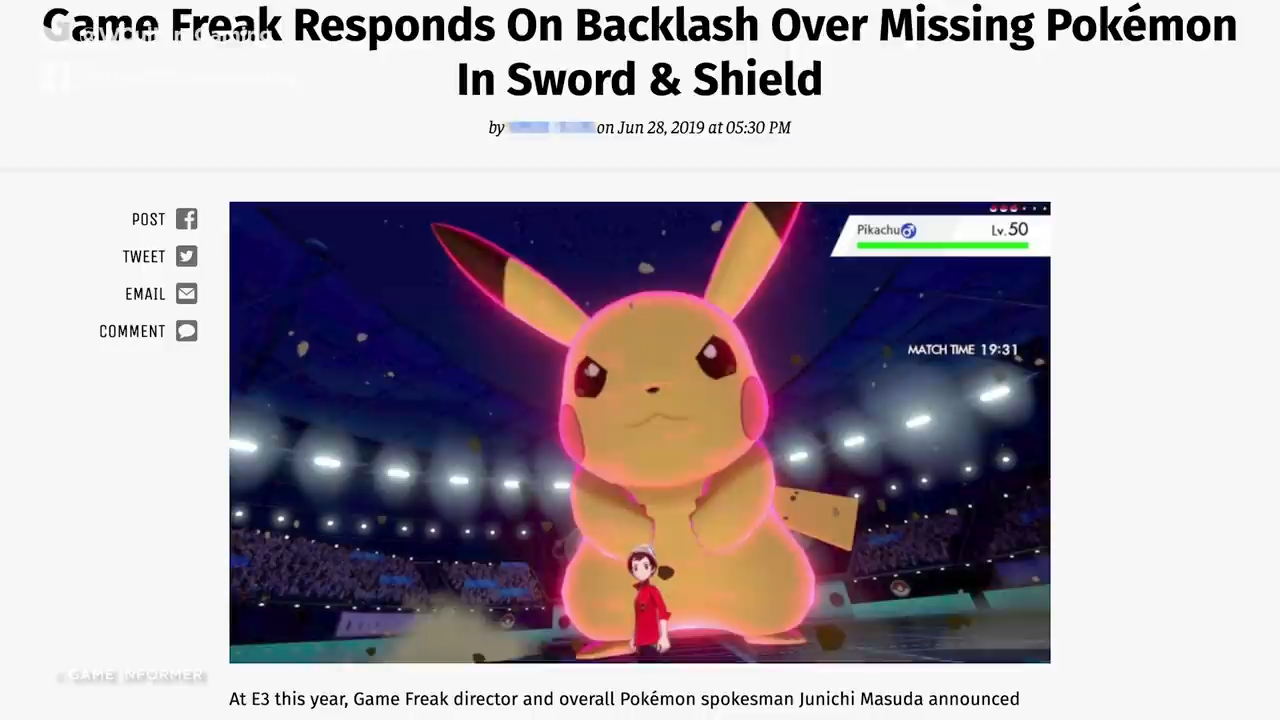 Game Freak Responds On Backlash Over Missing Pokémon
In Sword & Shield
by on Jun 28, 2019 at 05:30 PM
POST
TWEET
EMAIL
COMMENT
Pikachu♂ Lv.50
MATCH TIME 19:31
GAME INFORMER
At E3 this year, Game Freak director and overall Pokémon spokesman Junichi Masuda announced